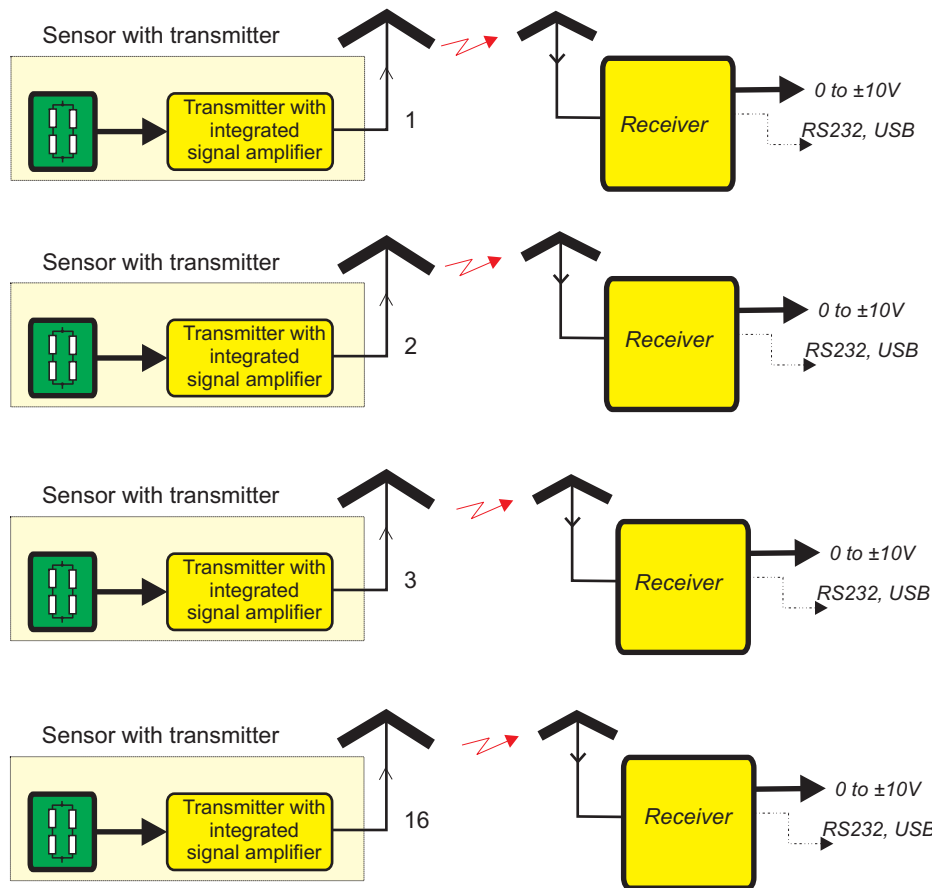 Sensor with transmitter
Transmitter with
integrated
signal amplifier
1
Receiver
0 to ±10V
RS232, USB
Sensor with transmitter
Transmitter with
integrated
signal amplifier
2
Receiver
0 to ±10V
RS232, USB
Sensor with transmitter
Transmitter with
integrated
signal amplifier
3
Receiver
0 to ±10V
RS232, USB
Sensor with transmitter
Transmitter with
integrated
signal amplifier
16
Receiver
0 to ±10V
RS232, USB